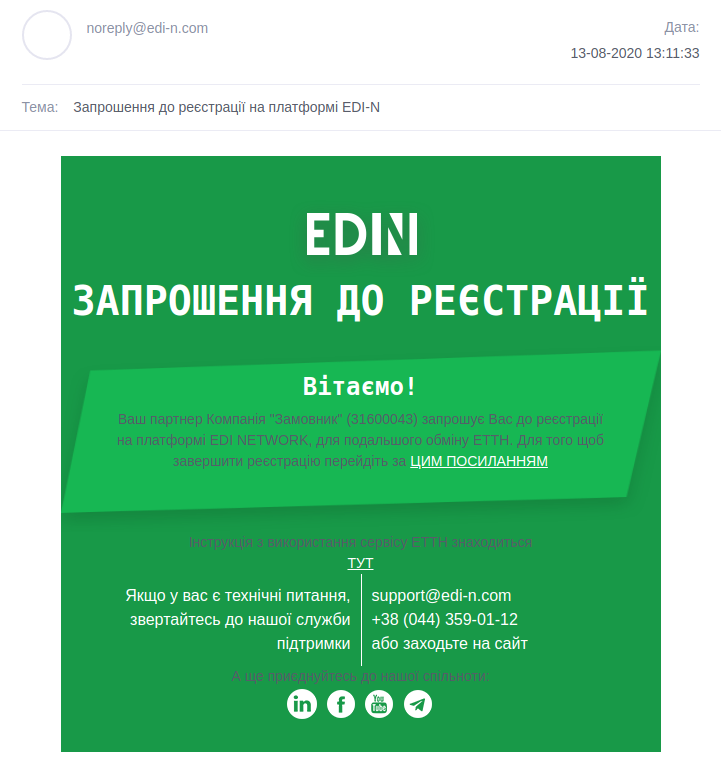 noreply@edi-n.com
Дата:
13-08-2020 13:11:33
Тема: Запрошення до реєстрації на платформі EDI-N
EDIN
ЗАПРОШЕННЯ ДО РЕЄСТРАЦІЇ
Вітаємо!
Ваш партнер Компанія "Замовник" (31600043) запрошує Вас до реєстрації
на платформі EDI NETWORK, для подальшого обміну ЕТТН. Для того щоб
завершити реєстрацію перейдіть за ЦИМ ПОСИЛАННЯМ
Інструкція з використання сервісу ЕТТН знаходиться
ТУТ
Якщо у вас є технічні питання,
звертайтесь до нашої служби
підтримки
support@edi-n.com
+38 (044) 359-01-12
або заходьте на сайт
А ще приєднуйтесь до нашої спільноти:
in f You Tube